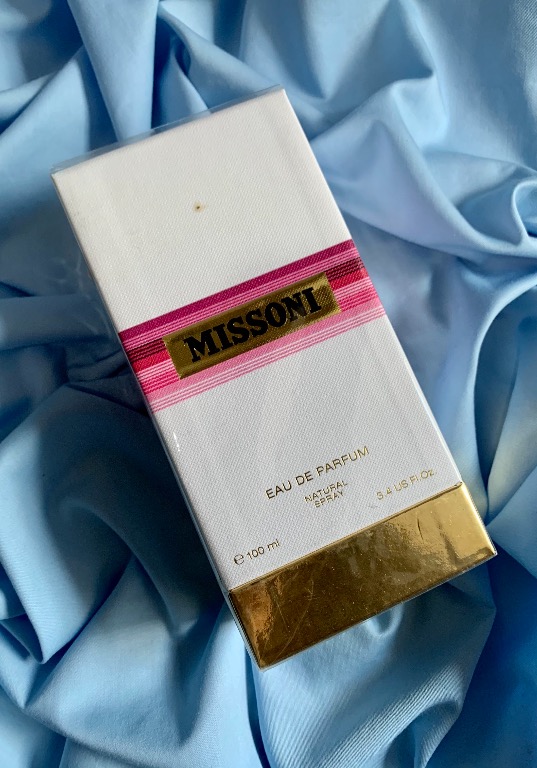 MISSONI
EAU DE PARFUM
NATURAL
SPRAY
3.4 US Fl.Oz
℮ 100 ml